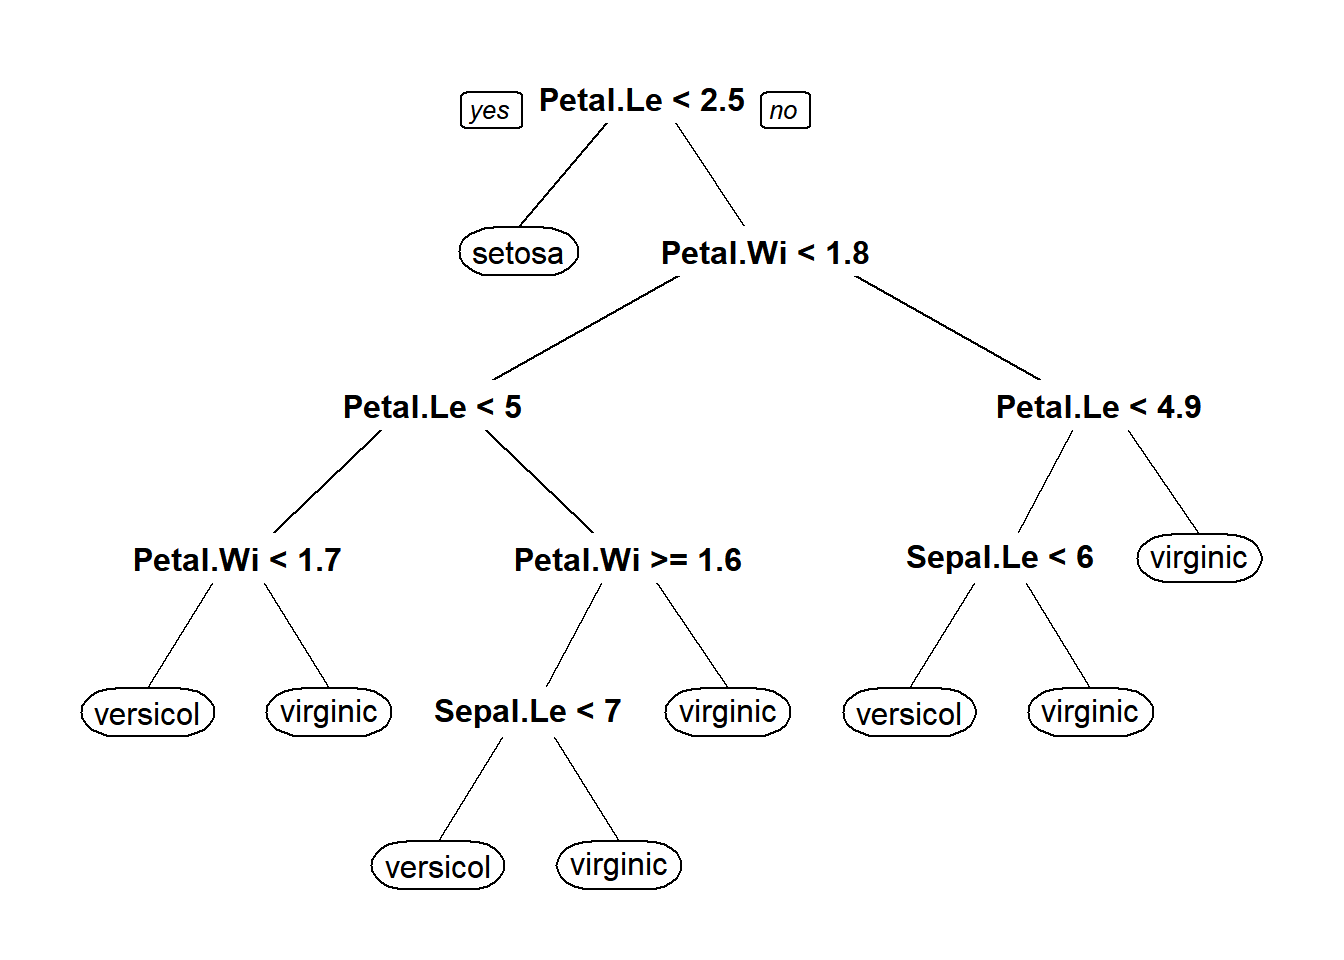 yes Petal.Le < 2.5 no
setosa Petal.Wi < 1.8
Petal.Le < 5 Petal.Le < 4.9
Petal.Wi < 1.7 Petal.Wi >= 1.6 Sepal.Le < 6 virginic
versicol virginic Sepal.Le < 7 virginic versicol virginic
versicol virginic